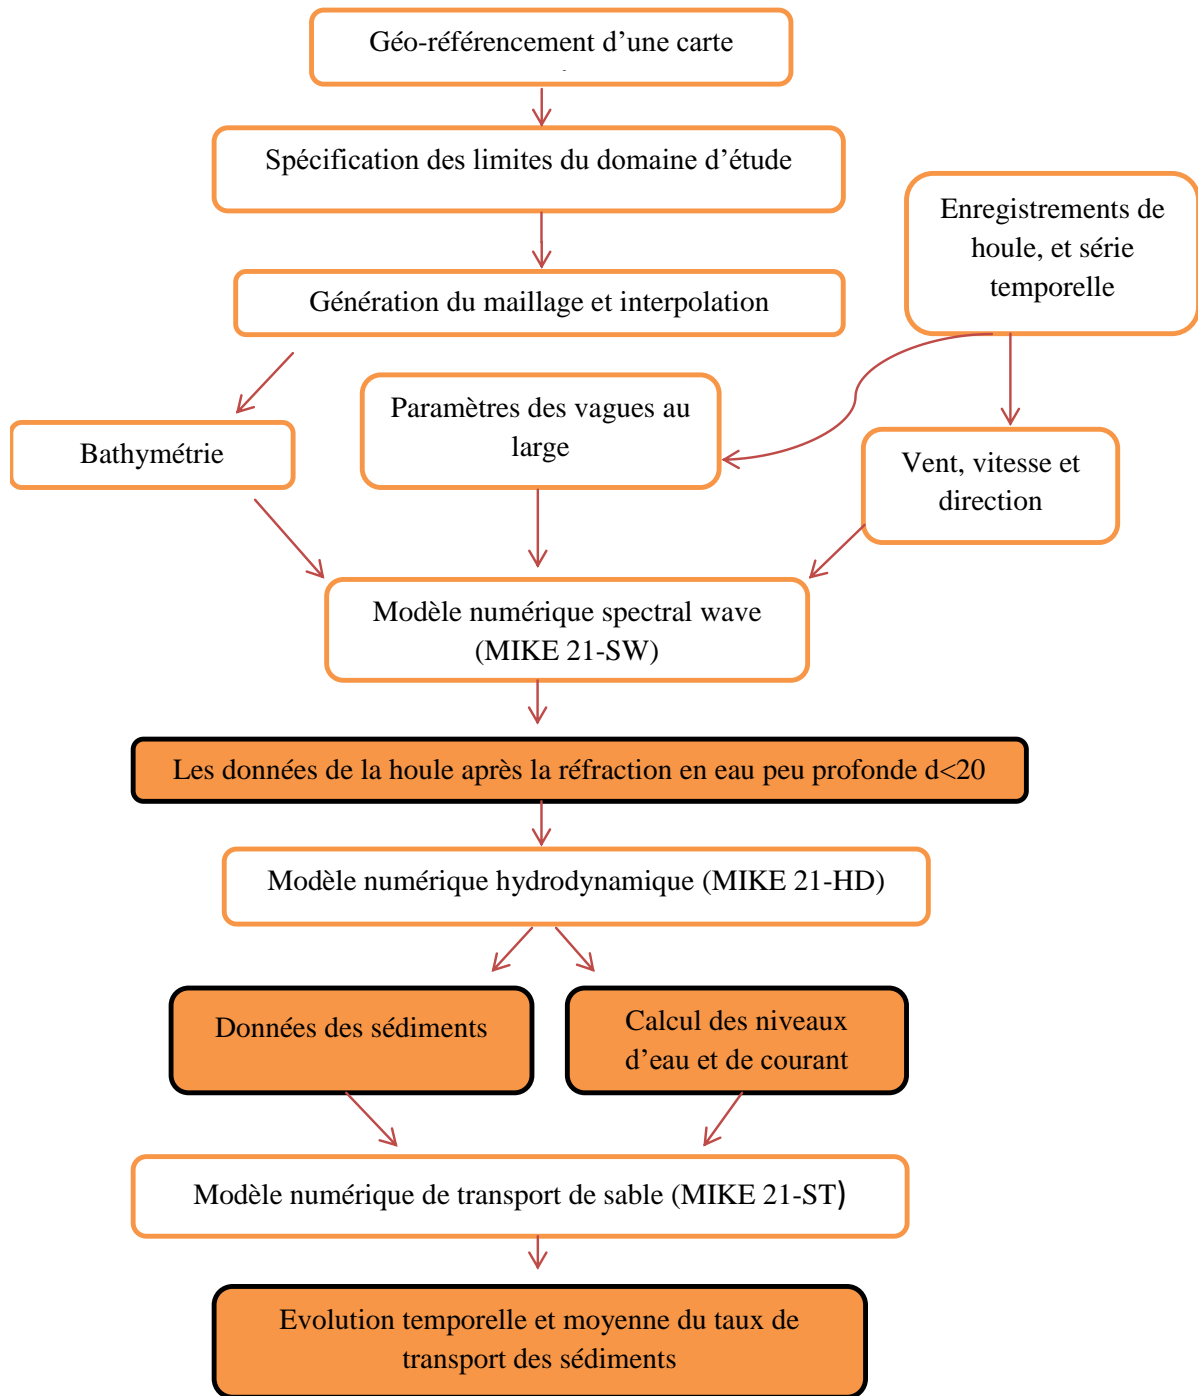 Géo-référencement d’une carte
Spécification des limites du domaine d’étude
Enregistrements de
houle, et série
temporelle
Génération du maillage et interpolation
Paramètres des vagues au
large
Bathymétrie
Vent, vitesse et
direction
Modèle numérique spectral wave
(MIKE 21-SW)
Les données de la houle après la réfraction en eau peu profonde d<20
Modèle numérique hydrodynamique (MIKE 21-HD)
Données des sédiments
Calcul des niveaux
d’eau et de courant
Modèle numérique de transport de sable (MIKE 21-ST)
Evolution temporelle et moyenne du taux de
transport des sédiments